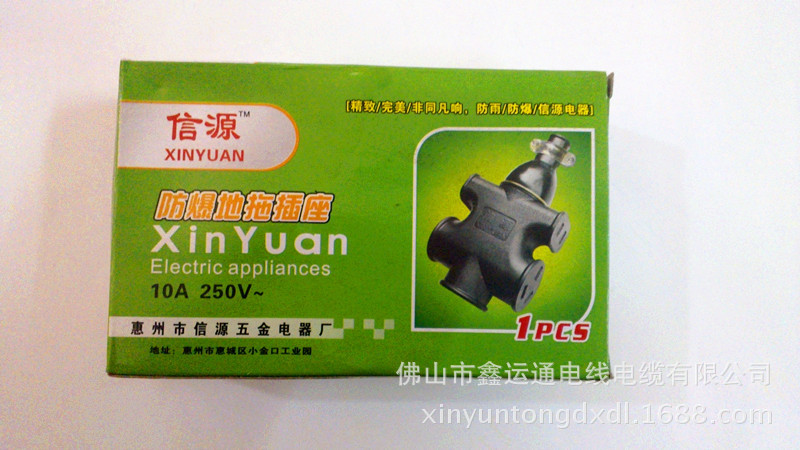 信源™
XINYUAN
[精致/完美/非同凡响，防雨/防爆/信源电器]
防爆地拖插座
XinYuan
Electric appliances
10A 250V~
1PCS
惠州市信源五金电器厂
地址：惠州市惠城区小金口工业园
佛山市鑫运通电线电缆有限公司
xinyuntongdxdl.1688.com